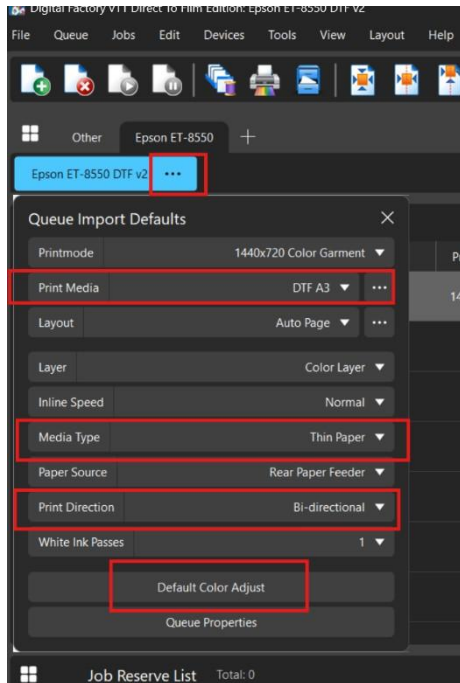 Digital Factory V11 Direct To Film Edition: Epson ET-8550 DTF v2
File Queue Jobs Edit Devices Tools View Layout Help
Other Epson ET-8550 +
Epson ET-8550 DTF v2 ...
Queue Import Defaults
Printmode 1440x720 Color Garment
Print Media DTF A3 ...
Layout Auto Page ...
Layer Color Layer
Inline Speed Normal
Media Type Thin Paper
Paper Source Rear Paper Feeder
Print Direction Bi-directional
White Ink Passes 1
Default Color Adjust
Queue Properties
Job Reserve List Total: 0